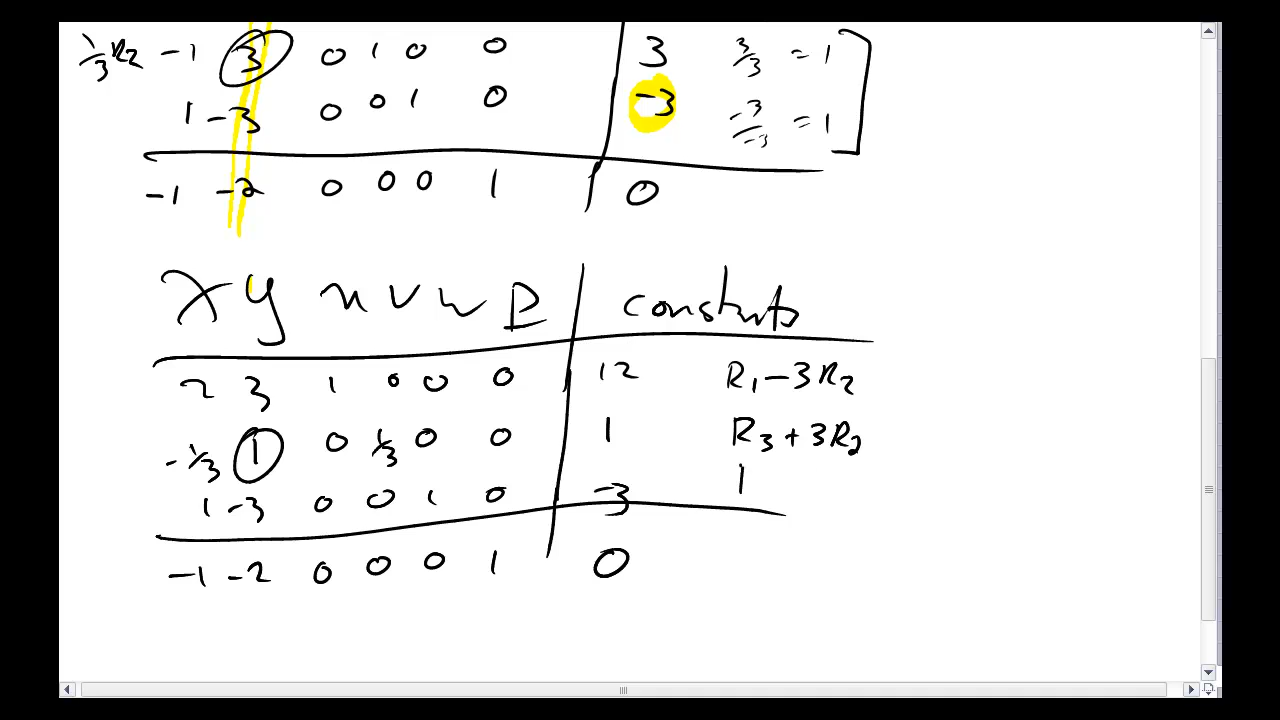 1/3 R2 -1 3 0 1 0 0 3 3/3 = 1
1 -3 0 0 1 0 -3 -3/-3 = 1
-1 -2 0 0 0 1 0
x y u v w P constants
2 3 1 0 0 0 12 R1 - 3R2
-1/3 1 0 1/3 0 0 1 R3 + 3R2
1 -3 0 0 1 0 -3 1
-1 -2 0 0 0 1 0